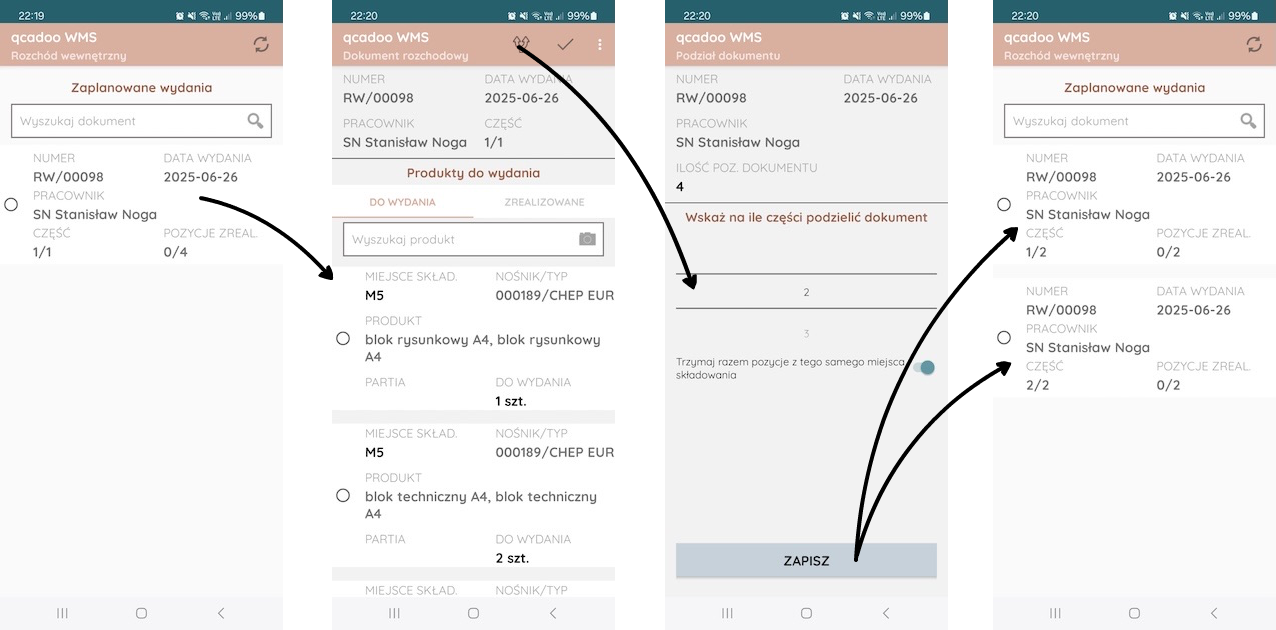 22:19
99%
qcadoo WMS
Rozchód wewnętrzny
Zaplanowane wydania
Wyszukaj dokument
NUMER DATA WYDANIA
RW/00098 2025-06-26
PRACOWNIK
SN Stanisław Noga
CZĘŚĆ POZYCJE ZREAL.
1/1 0/4
22:20
99%
qcadoo WMS
Dokument rozchodowy
NUMER DATA WYDANIA
RW/00098 2025-06-26
PRACOWNIK CZĘŚĆ
SN Stanisław Noga 1/1
Produkty do wydania
DO WYDANIA ZREALIZOWANE
Wyszukaj produkt
MIEJSCE SKŁAD. NOŚNIK/TYP
M5 000189/CHEP EUR
PRODUKT
blok rysunkowy A4, blok rysunkowy
A4
PARTIA DO WYDANIA
1 szt.
MIEJSCE SKŁAD. NOŚNIK/TYP
M5 000189/CHEP EUR
PRODUKT
blok techniczny A4, blok techniczny
A4
PARTIA DO WYDANIA
2 szt.
MIEJSCE SKŁAD. NOŚNIK/TYP
22:20
99%
qcadoo WMS
Podział dokumentu
NUMER DATA WYDANIA
RW/00098 2025-06-26
PRACOWNIK
SN Stanisław Noga
ILOŚĆ POZ. DOKUMENTU
4
Wskaż na ile części podzielić dokument
2
3
Trzymaj razem pozycje z tego samego miejsca
składowania
ZAPISZ
22:20
99%
qcadoo WMS
Rozchód wewnętrzny
Zaplanowane wydania
Wyszukaj dokument
NUMER DATA WYDANIA
RW/00098 2025-06-26
PRACOWNIK
SN Stanisław Noga
CZĘŚĆ POZYCJE ZREAL.
1/2 0/2
NUMER DATA WYDANIA
RW/00098 2025-06-26
PRACOWNIK
SN Stanisław Noga
CZĘŚĆ POZYCJE ZREAL.
2/2 0/2